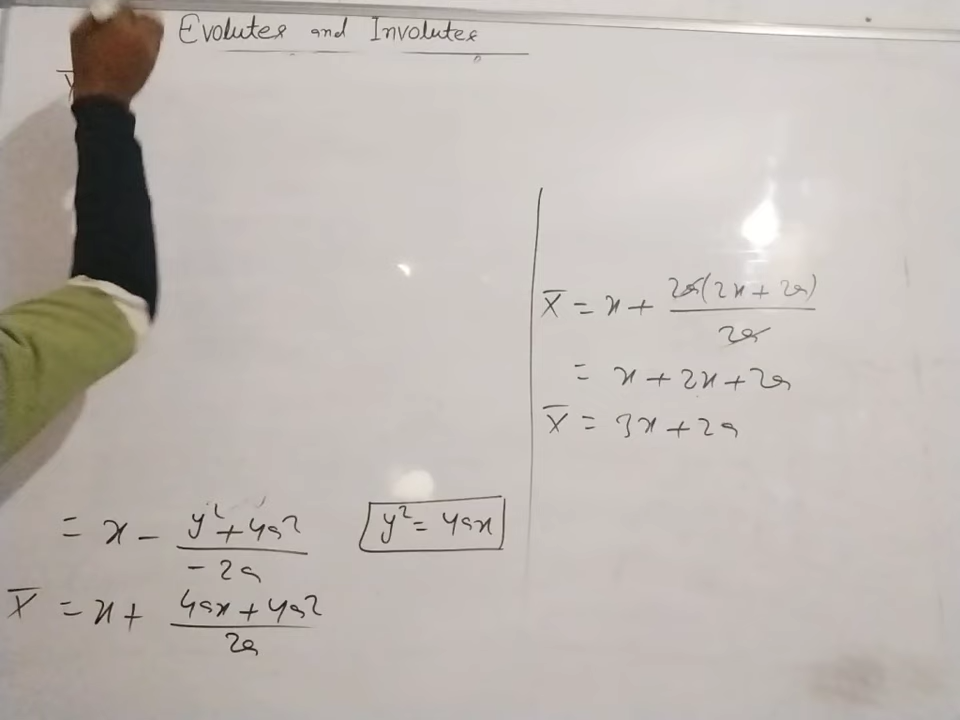 Evolutes and Involutes
= x - (y² + 4a²) / (-2a)
y² = 4ax
X̄ = x + (4ax + 4a²) / 2a
X̄ = x + 2a(2x + 2a) / 2a
= x + 2x + 2a
X̄ = 3x + 2a